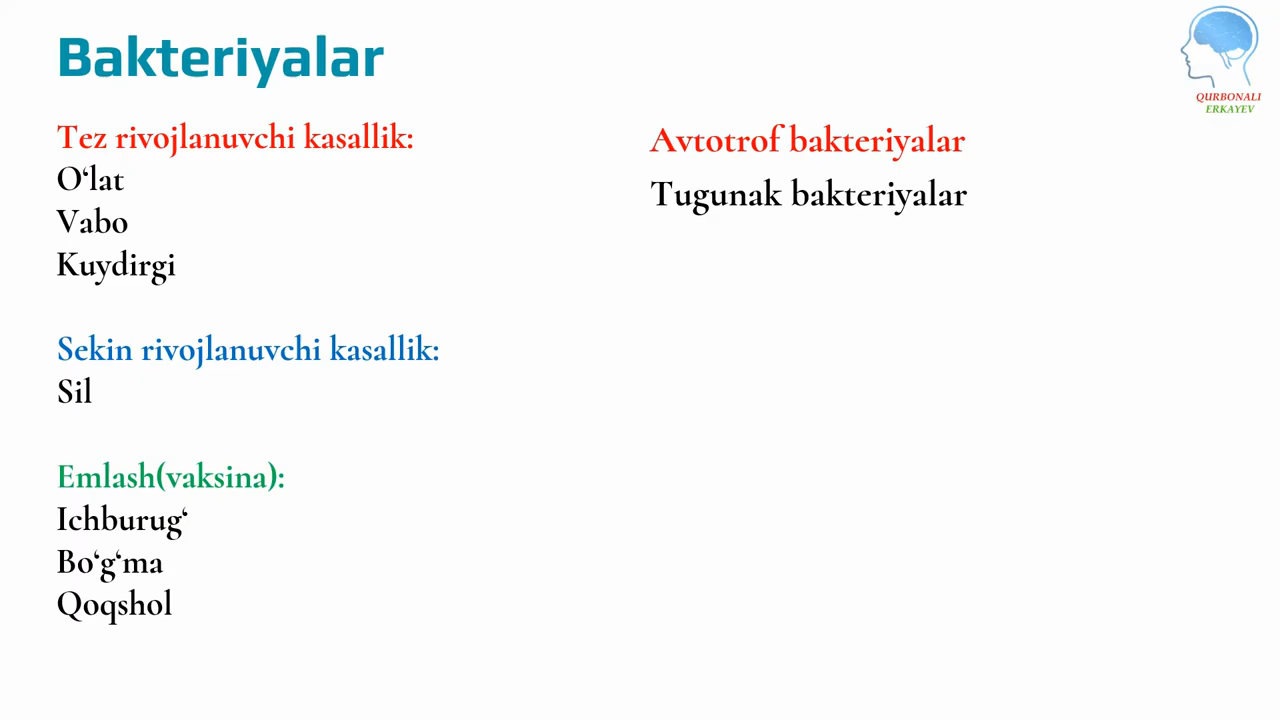 Bakteriyalar
QURBONALI
ERKAYEV
Tez rivojlanuvchi kasallik:
O‘lat
Vabo
Kuydirgi
Sekin rivojlanuvchi kasallik:
Sil
Emlash(vaksina):
Ichburug‘
Bo‘g‘ma
Qoqshol
Avtotrof bakteriyalar
Tugunak bakteriyalar